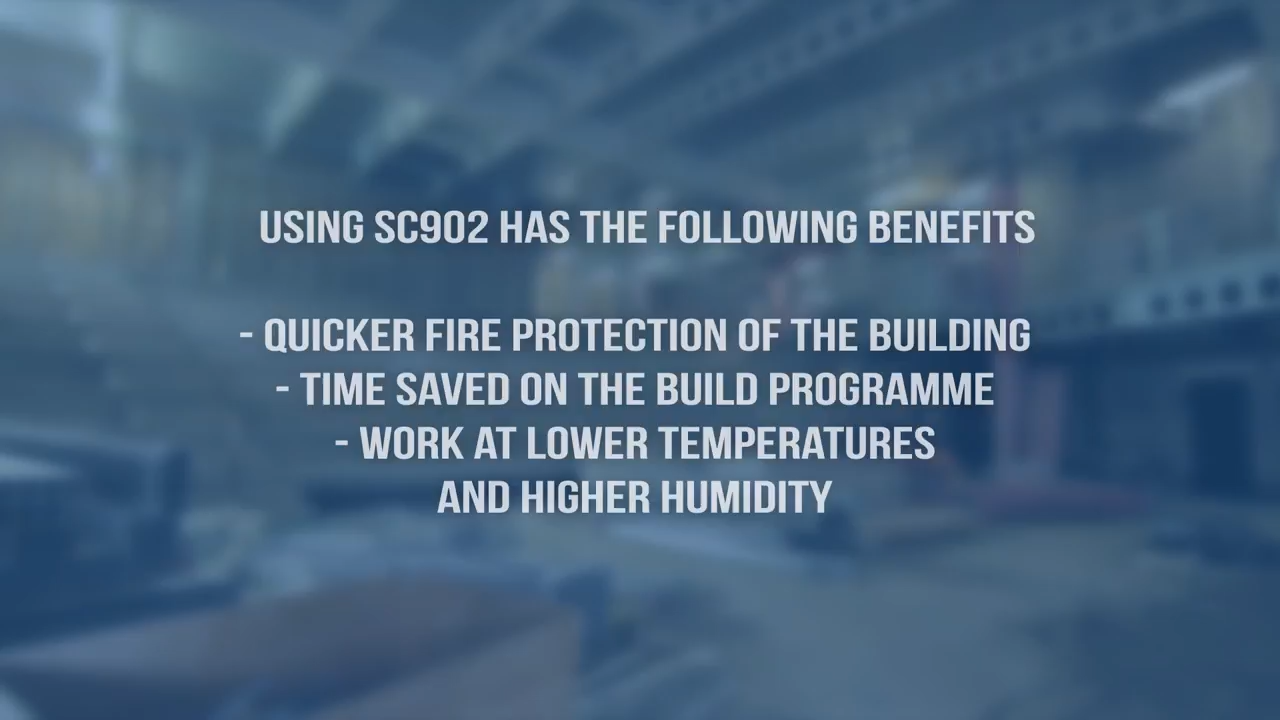 USING SC902 HAS THE FOLLOWING BENEFITS
- QUICKER FIRE PROTECTION OF THE BUILDING
- TIME SAVED ON THE BUILD PROGRAMME
- WORK AT LOWER TEMPERATURES
AND HIGHER HUMIDITY